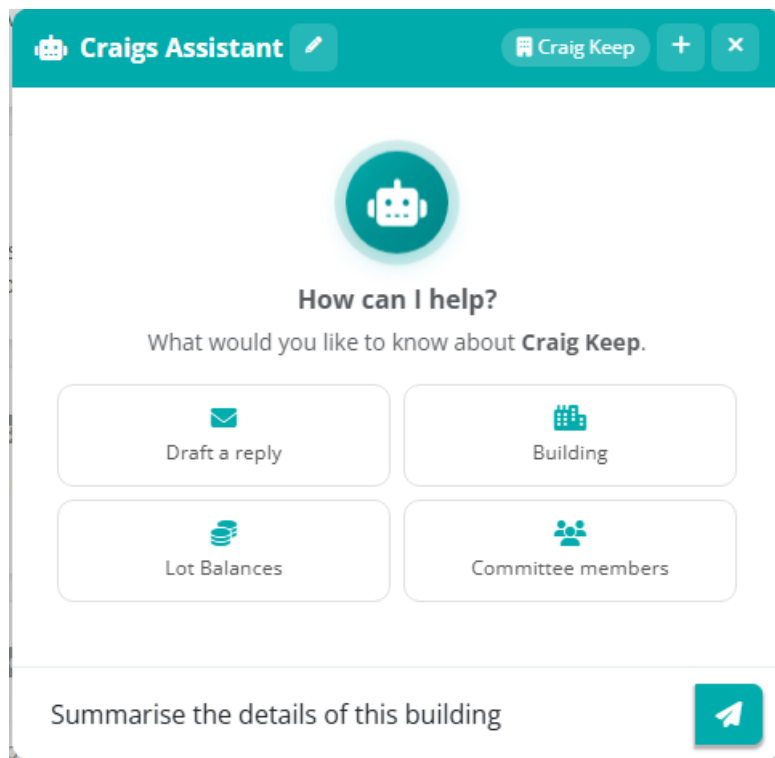 Craigs Assistant
Craig Keep
How can I help?
What would you like to know about Craig Keep.
Draft a reply
Building
Lot Balances
Committee members
Summarise the details of this building